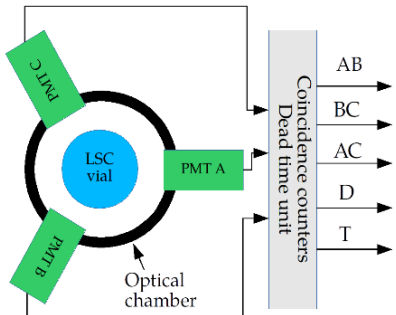 PMT C
LSC
vial
PMT A
PMT B
Optical
chamber
Coincidence counters
Dead time unit
AB
BC
AC
D
T